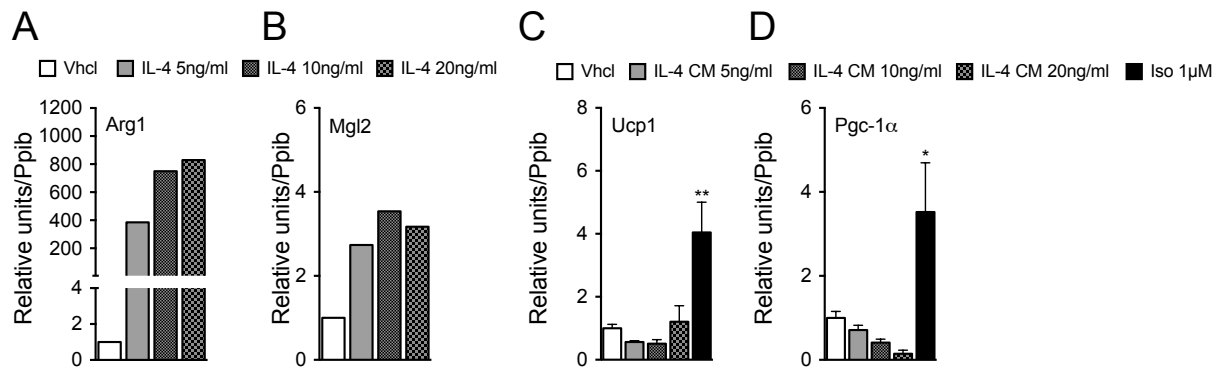 A
B
C
D
Vhcl IL-4 5ng/ml IL-4 10ng/ml IL-4 20ng/ml
Vhcl IL-4 CM 5ng/ml IL-4 CM 10ng/ml IL-4 CM 20ng/ml Iso 1µM
Relative units/Ppib
1200
1000
800
600
400
200
4
2
0
Arg1
Relative units/Ppib
6
4
2
0
Mgl2
Relative units/Ppib
8
6
4
2
0
Ucp1
**
Relative units/Ppib
6
4
2
0
Pgc-1α
*